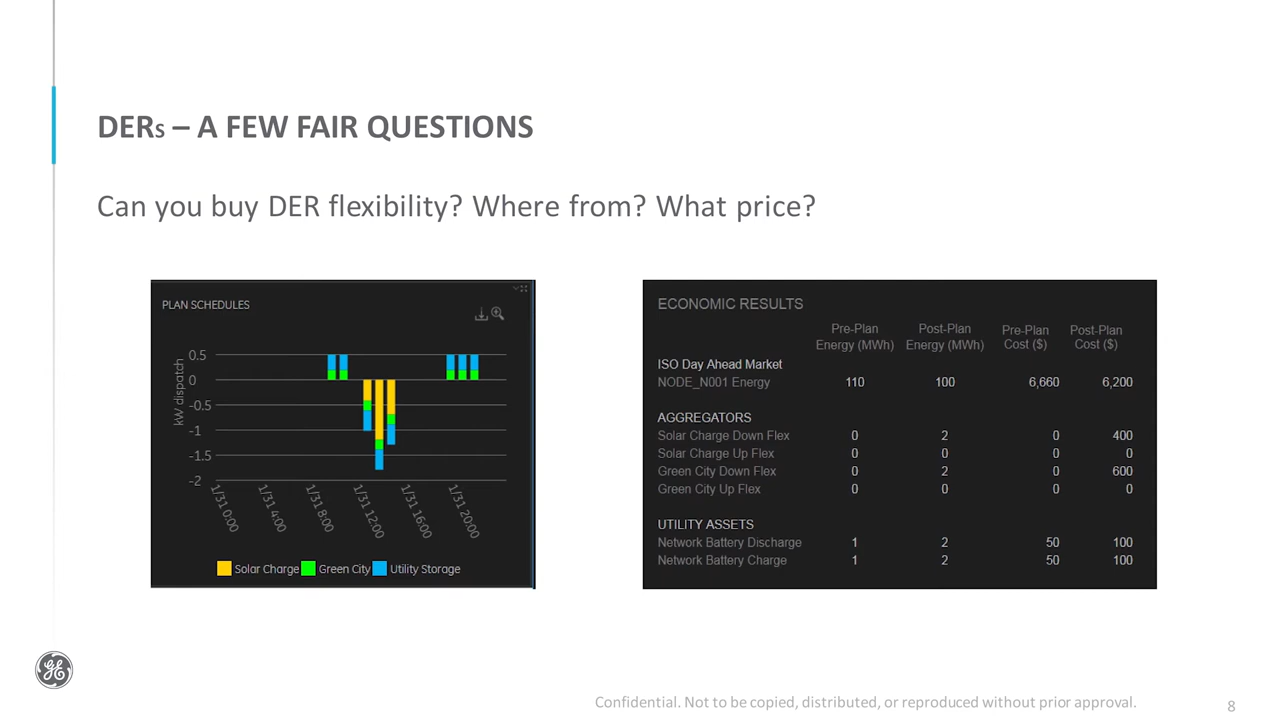 DERs – A FEW FAIR QUESTIONS
Can you buy DER flexibility? Where from? What price?
PLAN SCHEDULES
kW dispatch
0.5
0
-0.5
-1
-1.5
-2
1/31 0:00
1/31 4:00
1/31 8:00
1/31 12:00
1/31 16:00
1/31 20:00
Solar Charge Green City Utility Storage
ECONOMIC RESULTS
Pre-Plan Energy (MWh) Post-Plan Energy (MWh) Pre-Plan Cost ($) Post-Plan Cost ($)
ISO Day Ahead Market
NODE_N001 Energy 110 100 6,660 6,200
AGGREGATORS
Solar Charge Down Flex 0 2 0 400
Solar Charge Up Flex 0 0 0 0
Green City Down Flex 0 2 0 600
Green City Up Flex 0 0 0 0
UTILITY ASSETS
Network Battery Discharge 1 2 50 100
Network Battery Charge 1 2 50 100
GE
Confidential. Not to be copied, distributed, or reproduced without prior approval.
8